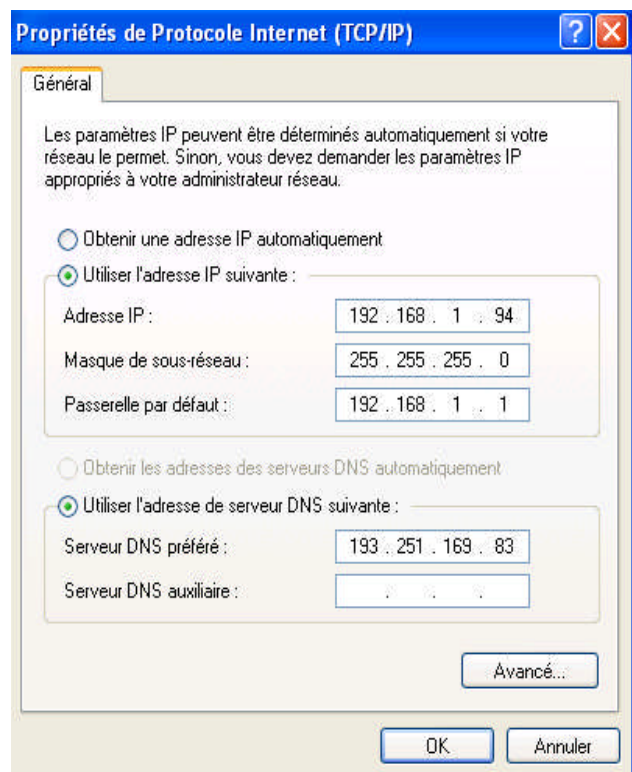 Propriétés de Protocole Internet (TCP/IP)
Général
Les paramètres IP peuvent être déterminés automatiquement si votre
réseau le permet. Sinon, vous devez demander les paramètres IP
appropriés à votre administrateur réseau.
Obtenir une adresse IP automatiquement
Utiliser l'adresse IP suivante :
Adresse IP : 192 . 168 . 1 . 94
Masque de sous-réseau : 255 . 255 . 255 . 0
Passerelle par défaut : 192 . 168 . 1 . 1
Obtenir les adresses des serveurs DNS automatiquement
Utiliser l'adresse de serveur DNS suivante :
Serveur DNS préféré : 193 . 251 . 169 . 83
Serveur DNS auxiliaire : . . .
Avancé...
OK Annuler